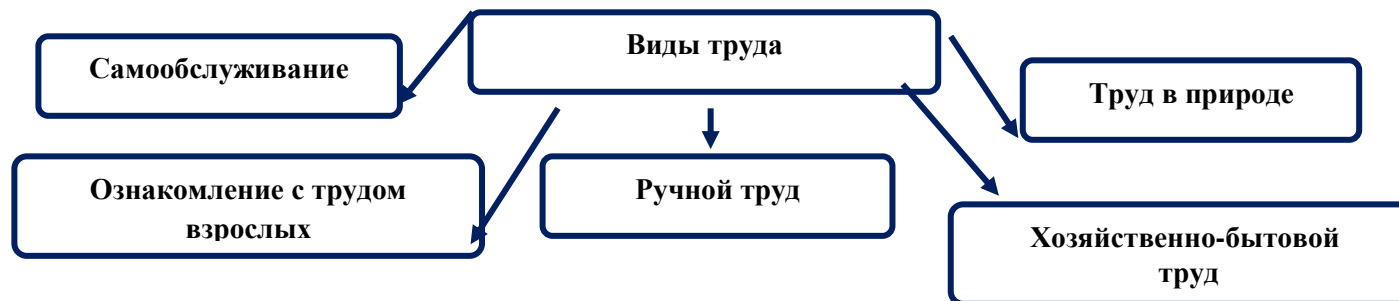 Виды труда
Самообслуживание
Труд в природе
Ознакомление с трудом
взрослых
Ручной труд
Хозяйственно-бытовой
труд